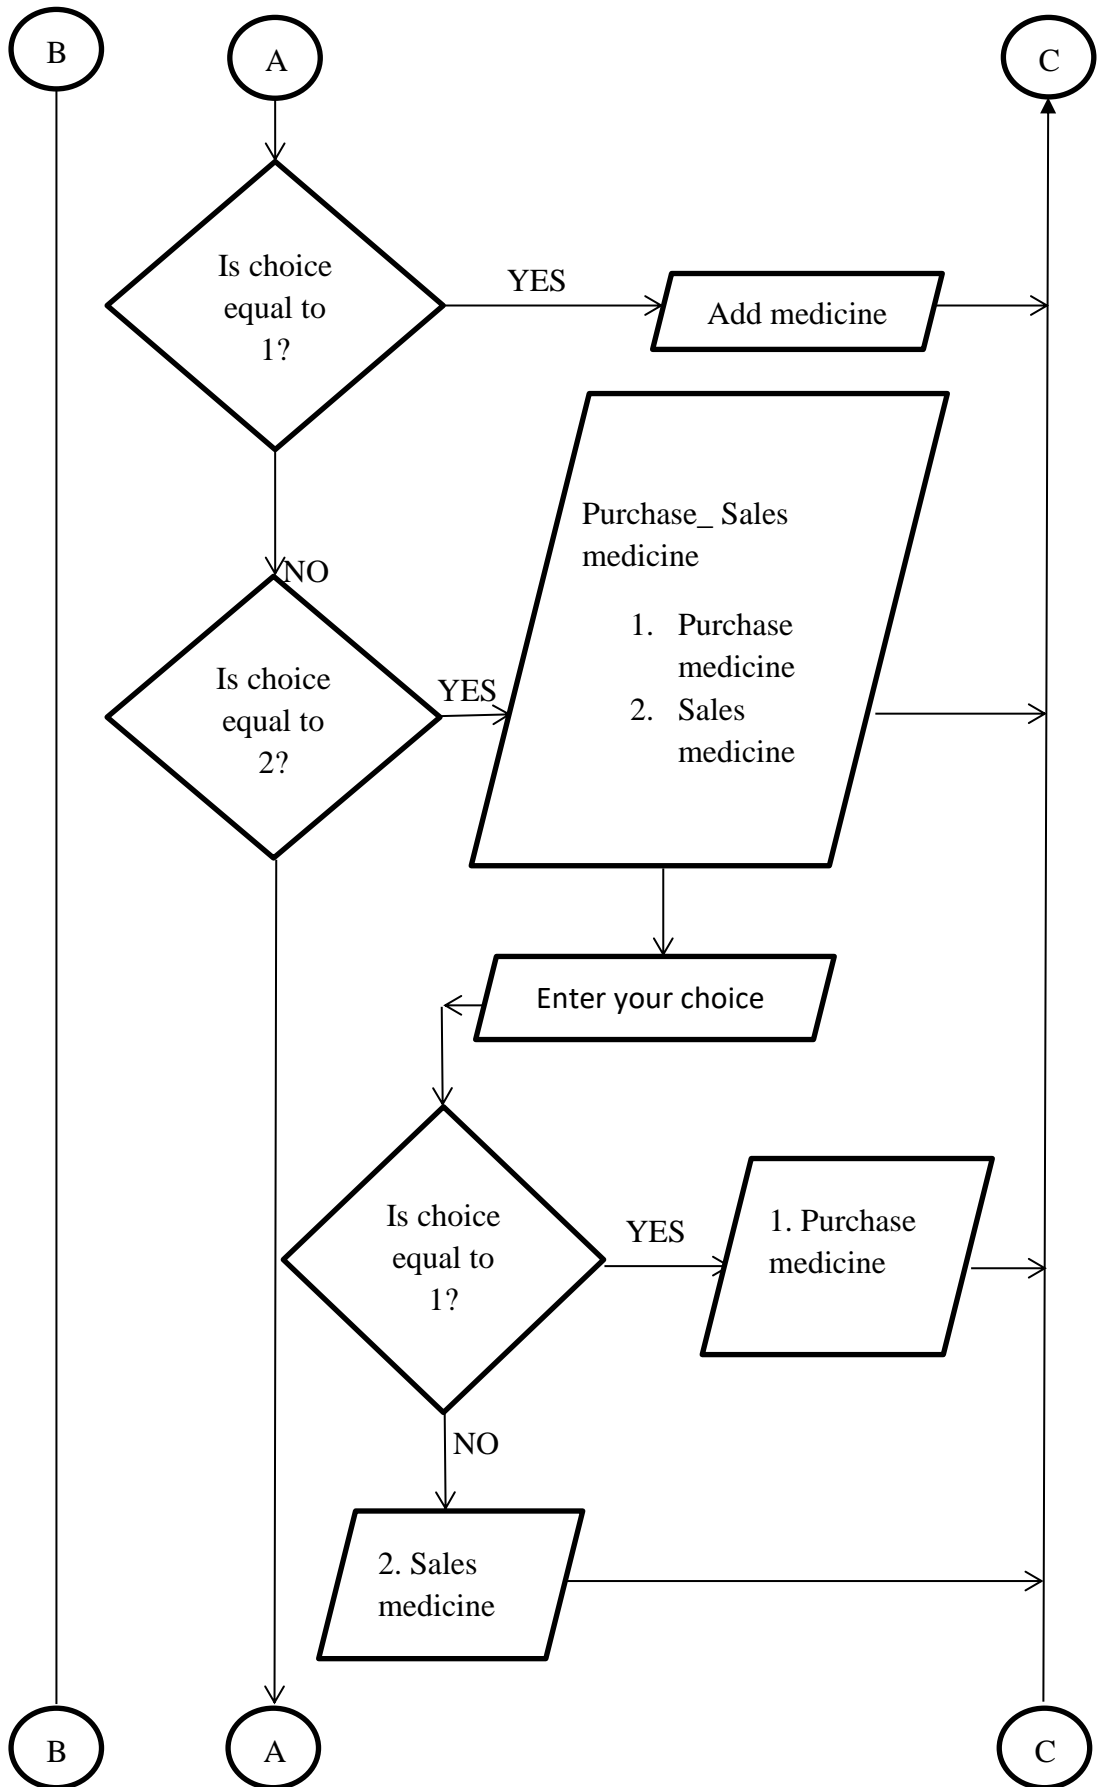 B
A
C
Is choice
equal to
1?
YES
Add medicine
NO
Purchase_ Sales
medicine
1. Purchase
medicine
2. Sales
medicine
Is choice
equal to
2?
YES
Enter your choice
Is choice
equal to
1?
YES
1. Purchase
medicine
NO
2. Sales
medicine
B
A
C